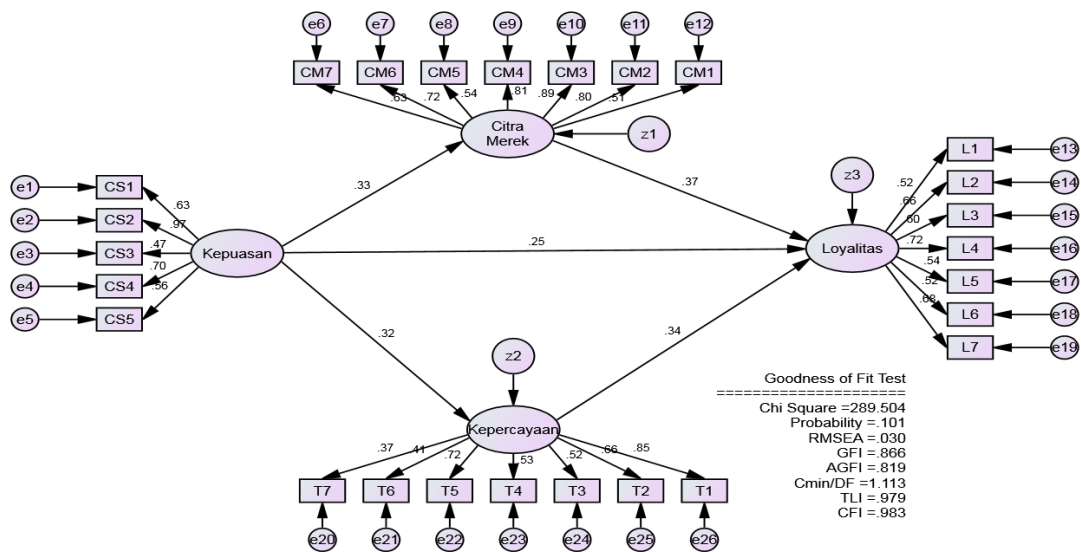 e6 e7 e8 e9 e10 e11 e12
CM7 CM6 CM5 CM4 CM3 CM2 CM1
.63 .72 .54 .81 .89 .80 .51
Citra
Merek
z1
e1 CS1
e2 CS2
e3 CS3
e4 CS4
e5 CS5
.63
.97
.47
.70
.56
Kepuasan
.33
.37
.25
.32
.34
z3
Loyalitas
.52
.66
.60
.72
.54
.52
.68
L1 e13
L2 e14
L3 e15
L4 e16
L5 e17
L6 e18
L7 e19
z2
Kepercayaan
.37 .41 .72 .53 .52 .66 .85
T7 T6 T5 T4 T3 T2 T1
e20 e21 e22 e23 e24 e25 e26
Goodness of Fit Test
=====================
Chi Square =289.504
Probability =.101
RMSEA =.030
GFI =.866
AGFI =.819
Cmin/DF =1.113
TLI =.979
CFI =.983